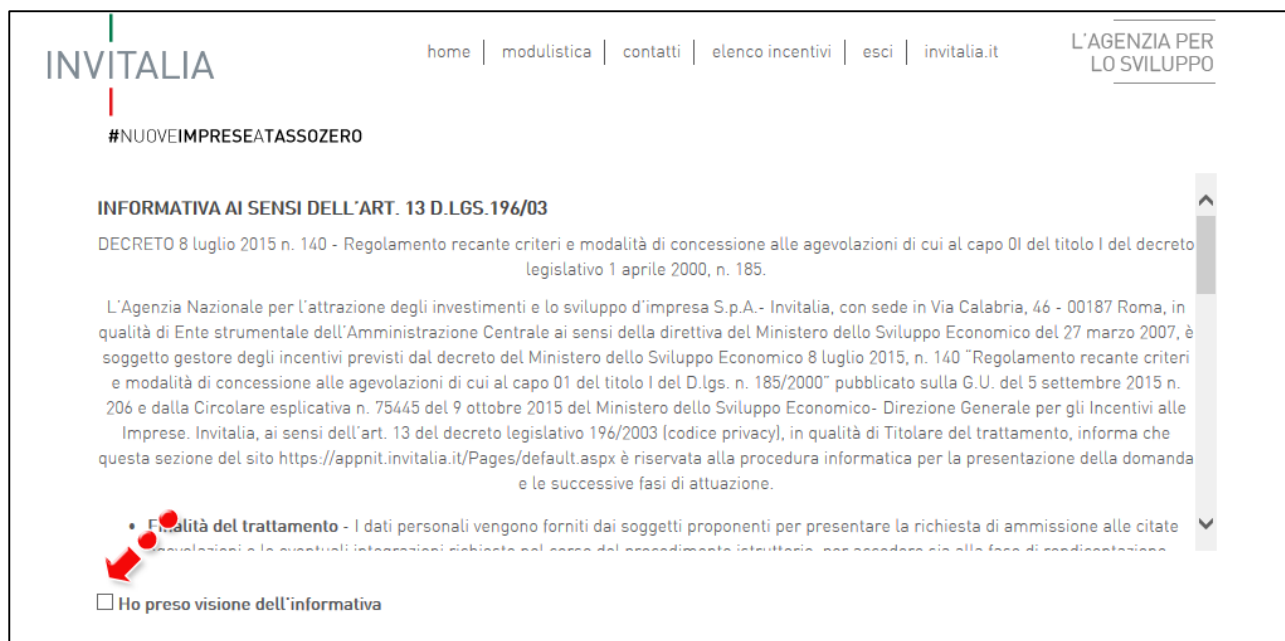 INVITALIA
home | modulistica | contatti | elenco incentivi | esci | invitalia.it
L'AGENZIA PER
LO SVILUPPO
#NUOVEIMPRESEATASSOZERO
INFORMATIVA AI SENSI DELL'ART. 13 D.LGS.196/03
DECRETO 8 luglio 2015 n. 140 - Regolamento recante criteri e modalità di concessione alle agevolazioni di cui al capo 0I del titolo I del decreto
legislativo 1 aprile 2000, n. 185.
L'Agenzia Nazionale per l'attrazione degli investimenti e lo sviluppo d'impresa S.p.A.- Invitalia, con sede in Via Calabria, 46 - 00187 Roma, in
qualità di Ente strumentale dell'Amministrazione Centrale ai sensi della direttiva del Ministero dello Sviluppo Economico del 27 marzo 2007, è
soggetto gestore degli incentivi previsti dal decreto del Ministero dello Sviluppo Economico 8 luglio 2015, n. 140 "Regolamento recante criteri
e modalità di concessione alle agevolazioni di cui al capo 01 del titolo I del D.lgs. n. 185/2000" pubblicato sulla G.U. del 5 settembre 2015 n.
206 e dalla Circolare esplicativa n. 75445 del 9 ottobre 2015 del Ministero dello Sviluppo Economico- Direzione Generale per gli Incentivi alle
Imprese. Invitalia, ai sensi dell'art. 13 del decreto legislativo 196/2003 (codice privacy), in qualità di Titolare del trattamento, informa che
questa sezione del sito https://appnit.invitalia.it/Pages/default.aspx è riservata alla procedura informatica per la presentazione della domanda
e le successive fasi di attuazione.
• Finalità del trattamento - I dati personali vengono forniti dai soggetti proponenti per presentare la richiesta di ammissione alle citate
Ho preso visione dell'informativa